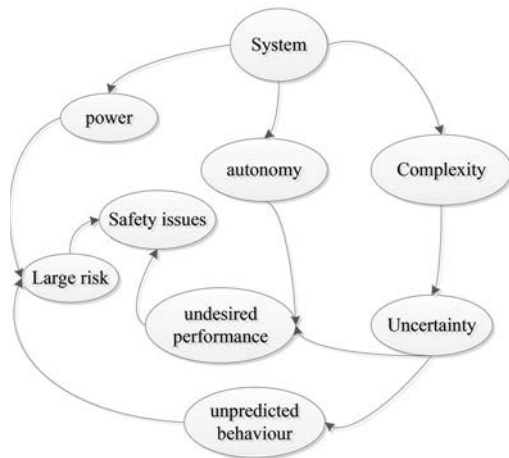 System
power
autonomy
Complexity
Safety issues
Large risk
undesired
performance
Uncertainty
unpredicted
behaviour